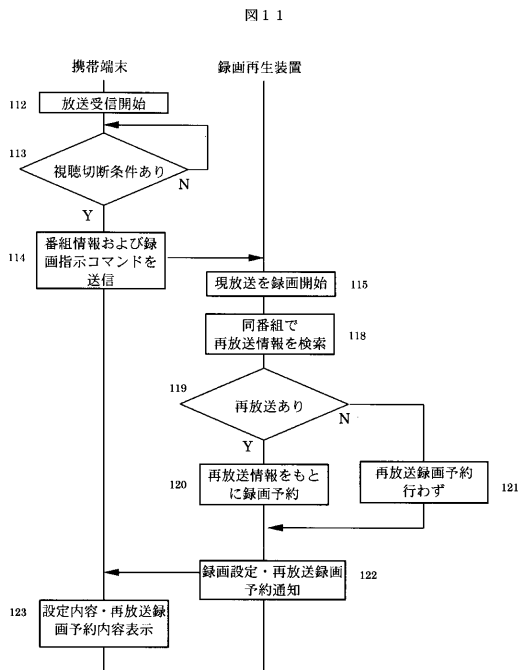 図11
携帯端末
録画再生装置
112
放送受信開始
113
視聴切断条件あり
N
Y
114
番組情報および録
画指示コマンドを
送信
現放送を録画開始
115
同番組で
再放送情報を検索
118
119
再放送あり
N
Y
120
再放送情報をもと
に録画予約
再放送録画予約
行わず
121
録画設定・再放送録画
予約通知
122
123
設定内容・再放送録
画予約内容表示